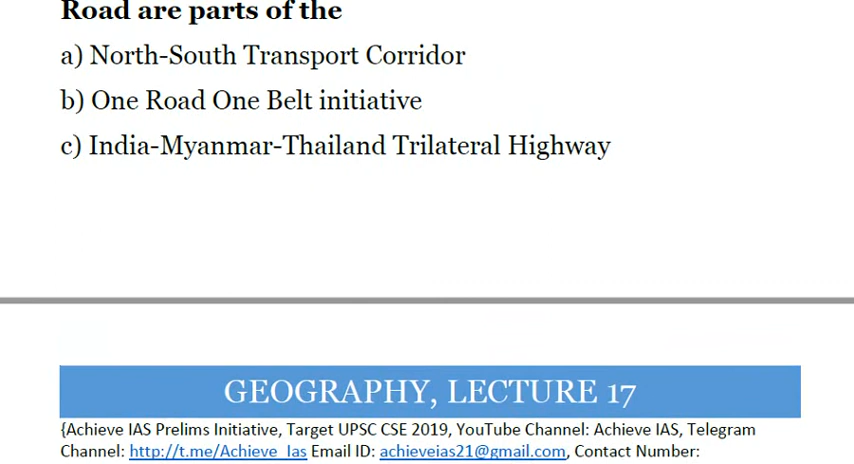 Road are parts of the
a) North-South Transport Corridor
b) One Road One Belt initiative
c) India-Myanmar-Thailand Trilateral Highway
GEOGRAPHY, LECTURE 17
{Achieve IAS Prelims Initiative, Target UPSC CSE 2019, YouTube Channel: Achieve IAS, Telegram
Channel: http://t.me/Achieve_Ias Email ID: achieveias21@gmail.com, Contact Number: